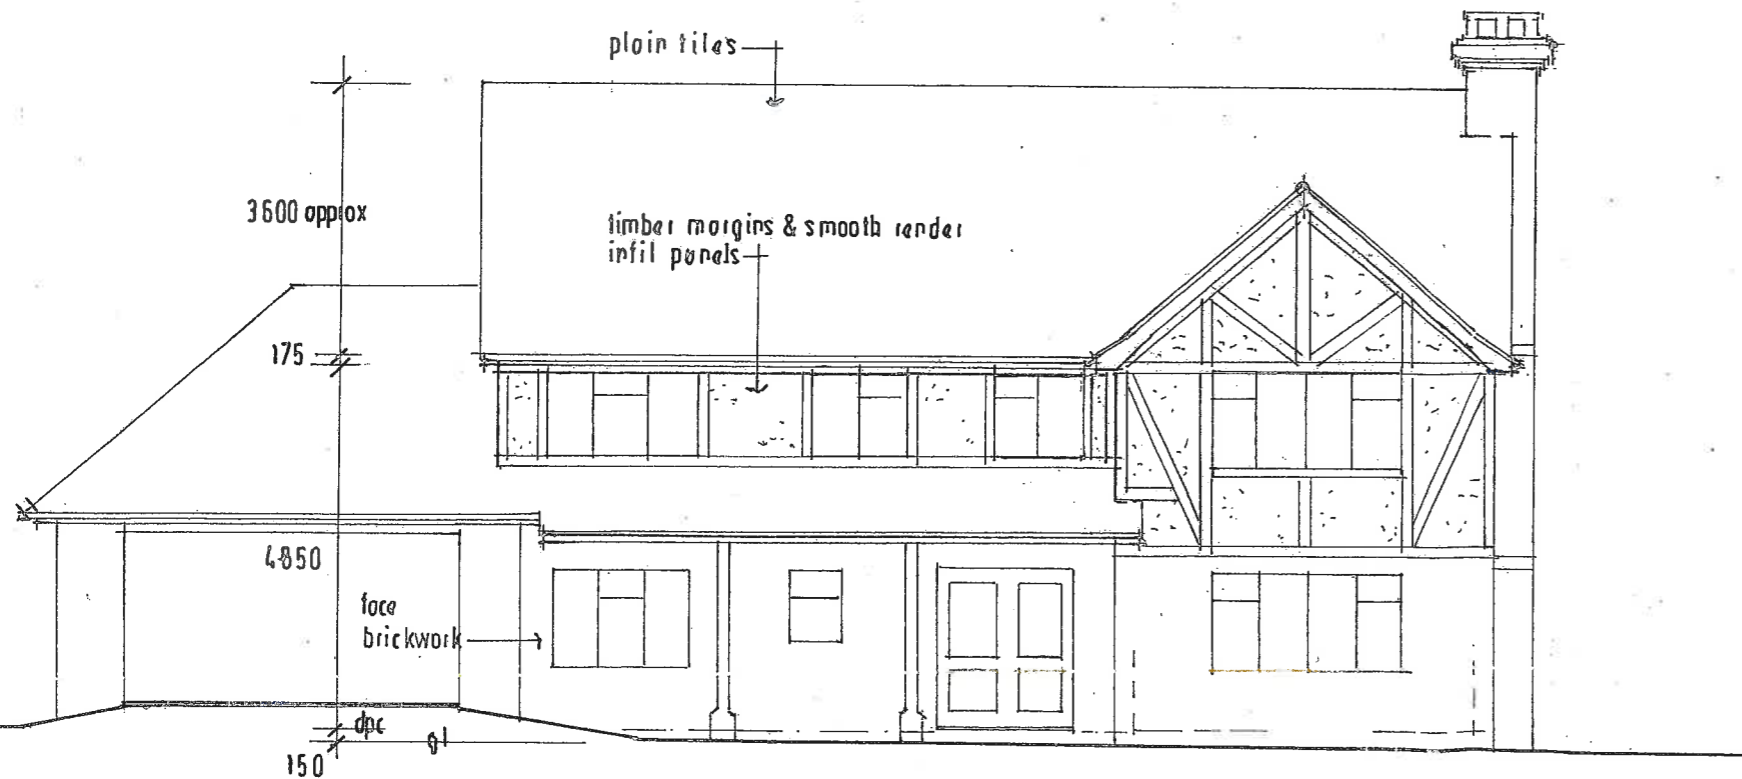 plain tiles
3600 approx
timber margins & smooth render
infil panels
175
4850
face
brickwork
dpc
gl
150